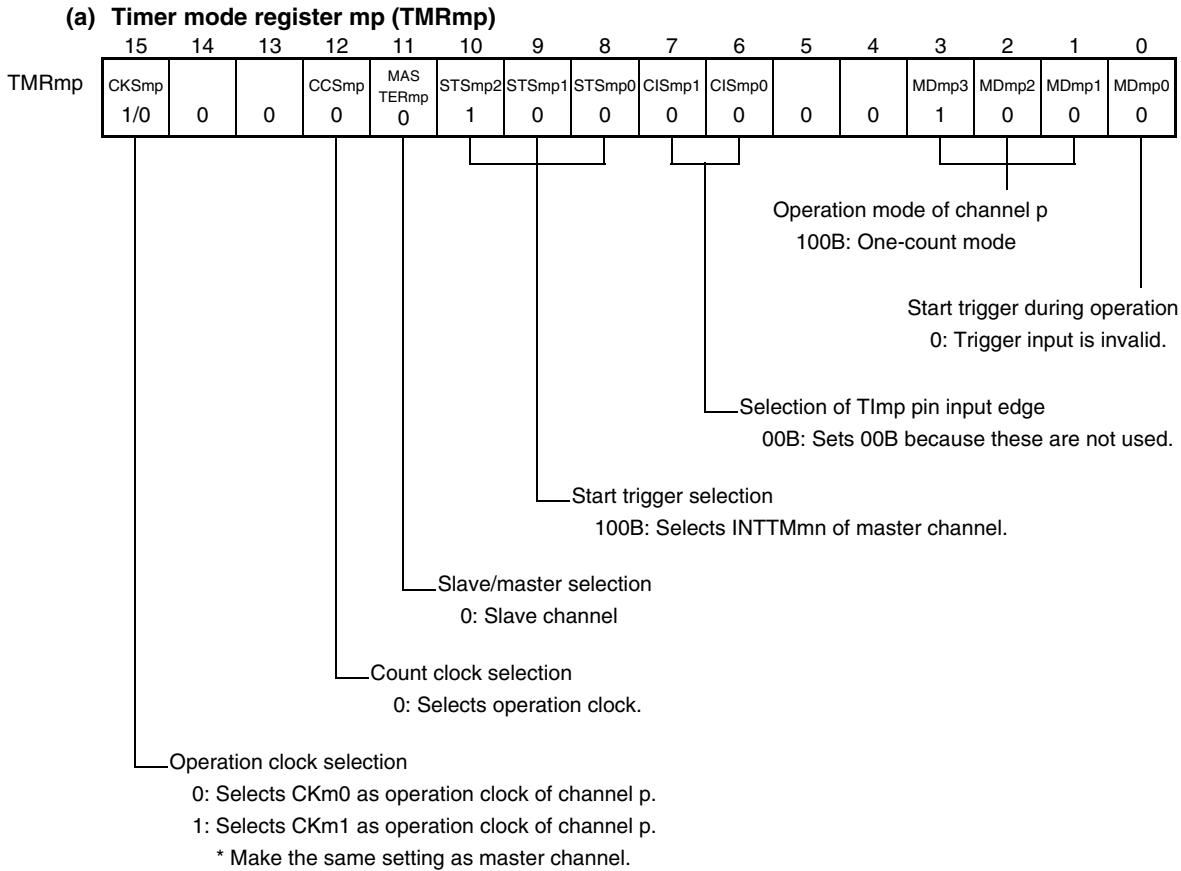 (a) Timer mode register mp (TMRmp)
15 14 13 12 11 10 9 8 7 6 5 4 3 2 1 0
TMRmp CKSmp CCSmp MAS TERmp STSmp2 STSmp1 STSmp0 CISmp1 CISmp0 MDmp3 MDmp2 MDmp1 MDmp0
1/0 0 0 0 0 1 0 0 0 0 0 0 1 0 0 0
Operation mode of channel p
100B: One-count mode
Start trigger during operation
0: Trigger input is invalid.
Selection of TImp pin input edge
00B: Sets 00B because these are not used.
Start trigger selection
100B: Selects INTTMmn of master channel.
Slave/master selection
0: Slave channel
Count clock selection
0: Selects operation clock.
Operation clock selection
0: Selects CKm0 as operation clock of channel p.
1: Selects CKm1 as operation clock of channel p.
* Make the same setting as master channel.